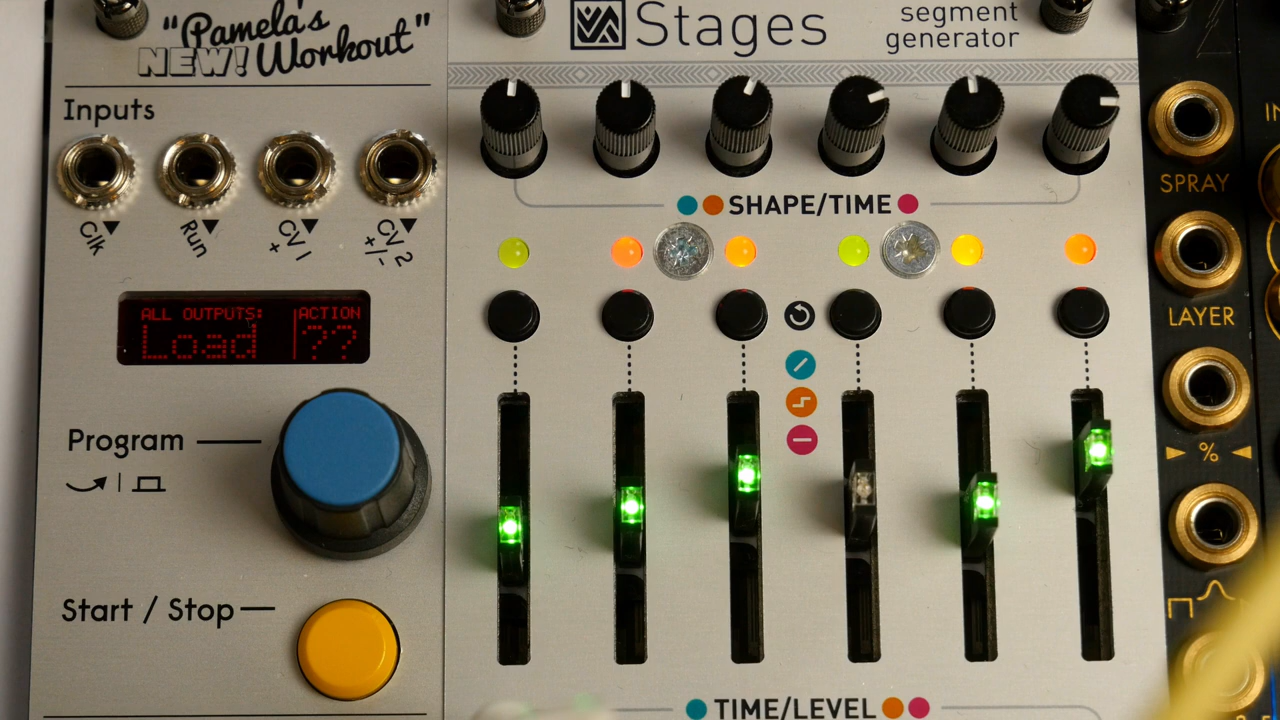 "Pamela's
NEW! Workout"
Inputs
Clk
Run
CV 1
+
CV 2
+/-
ALL OUTPUTS:
Load
ACTION
??
Program
Start / Stop
Stages
segment
generator
SHAPE/TIME
TIME/LEVEL
SPRAY
LAYER
%